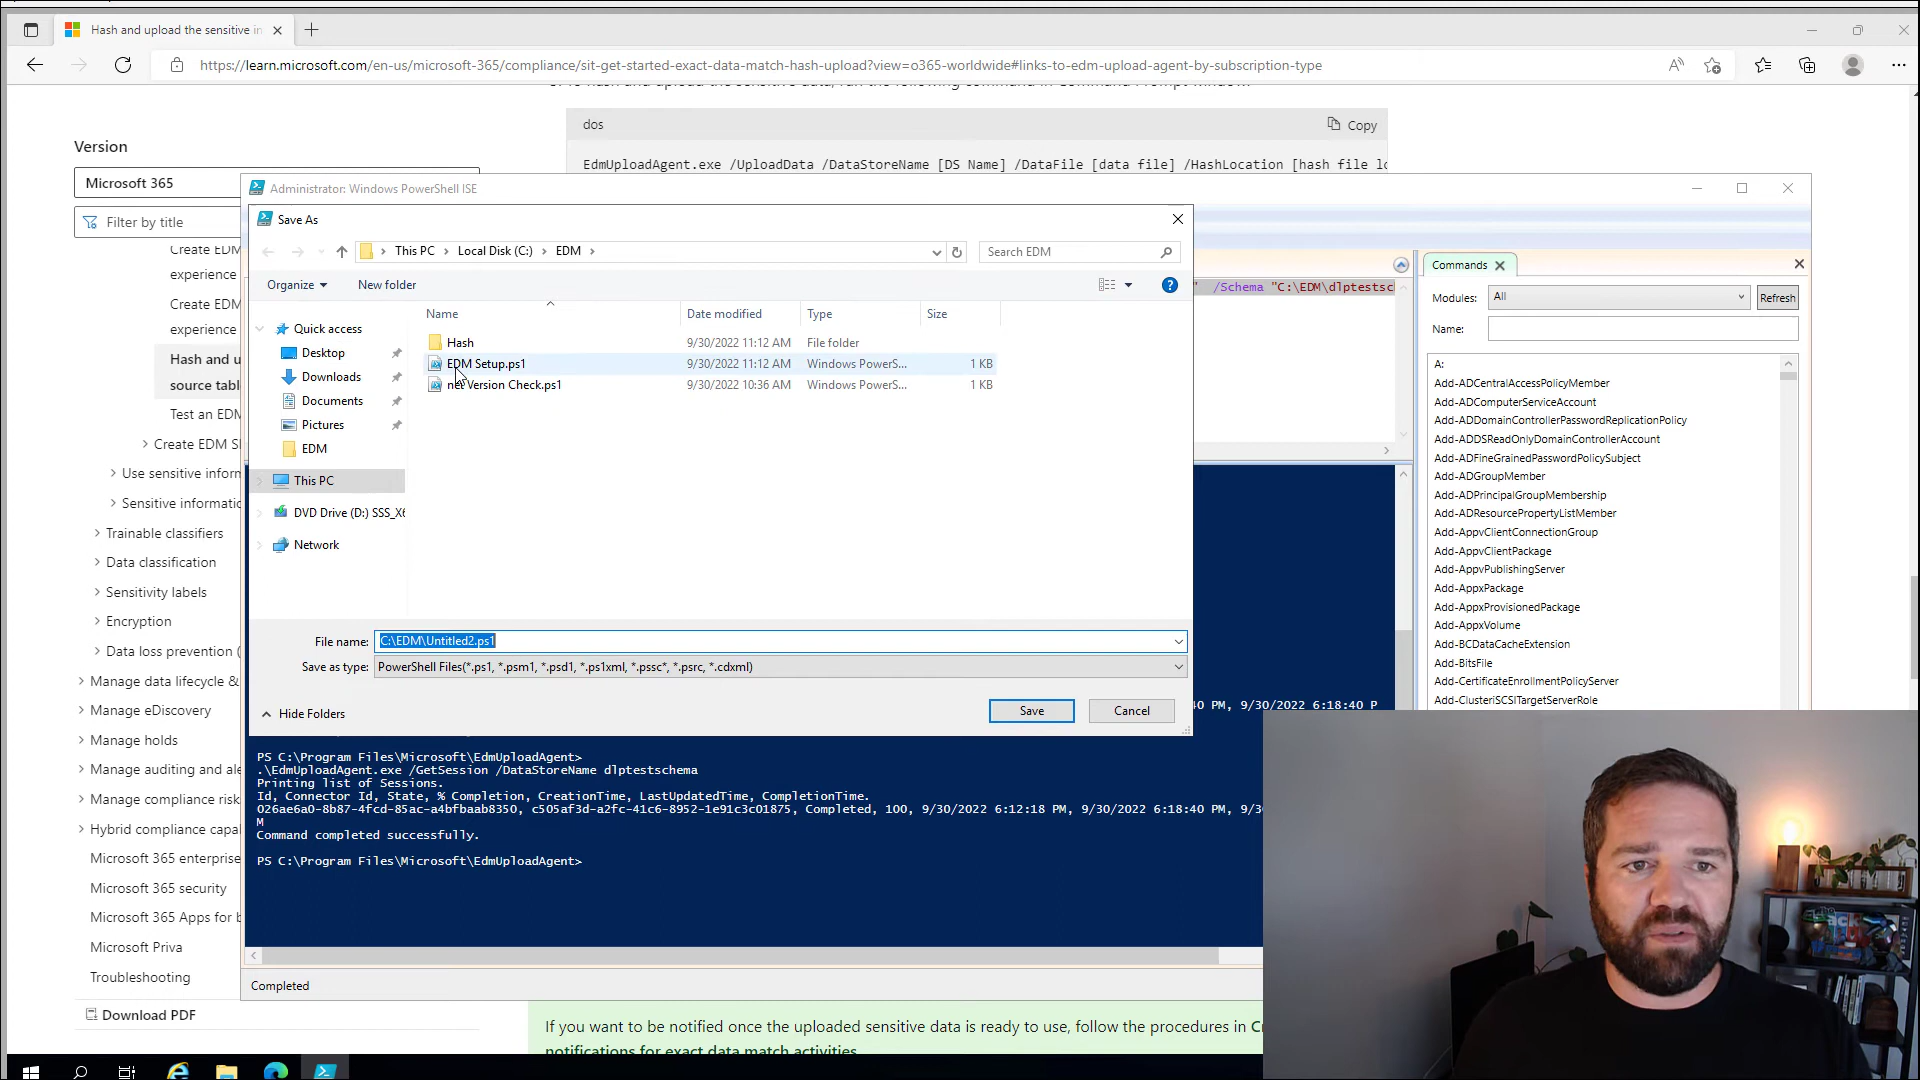 Hash and upload the sensitive in
https://learn.microsoft.com/en-us/microsoft-365/compliance/sit-get-started-exact-data-match-hash-upload?view=o365-worldwide#links-to-edm-upload-agent-by-subscription-type
dos
Copy
EdmUploadAgent.exe /UploadData /DataStoreName [DS Name] /DataFile [data file] /HashLocation [hash file lo
Version
Microsoft 365
Filter by title
Create EDM
experience
Create EDM
experience
Hash and u
source tabl
Test an EDM
Create EDM SI
Use sensitive inform
Sensitive informatio
Trainable classifiers
Data classification
Sensitivity labels
Encryption
Data loss prevention (
Manage data lifecycle &
Manage eDiscovery
Manage holds
Manage auditing and ale
Manage compliance risk
Hybrid compliance capal
Microsoft 365 enterprise
Microsoft 365 security
Microsoft 365 Apps for b
Microsoft Priva
Troubleshooting
Download PDF
Administrator: Windows PowerShell ISE
Save As
This PC
Local Disk (C:)
EDM
Search EDM
Organize
New folder
Name
Date modified
Type
Size
Hash
9/30/2022 11:12 AM
File folder
EDM Setup.ps1
9/30/2022 11:12 AM
Windows PowerS...
1 KB
net Version Check.ps1
9/30/2022 10:36 AM
Windows PowerS...
1 KB
Quick access
Desktop
Downloads
Documents
Pictures
EDM
This PC
DVD Drive (D:) SSS_X6
Network
File name:
C:\EDM\Untitled2.ps1
Save as type:
PowerShell Files(*.ps1, *.psm1, *.psd1, *.ps1xml, *.pssc*, *.psrc, *.cdxml)
Hide Folders
Save
Cancel
" /Schema "C:\EDM\dlptestsc
Commands
Modules:
All
Refresh
Name:
A:
Add-ADCentralAccessPolicyMember
Add-ADComputerServiceAccount
Add-ADDomainControllerPasswordReplicationPolicy
Add-ADDSReadOnlyDomainControllerAccount
Add-ADFineGrainedPasswordPolicySubject
Add-ADGroupMember
Add-ADPrincipalGroupMembership
Add-ADResourcePropertyListMember
Add-AppvClientConnectionGroup
Add-AppvClientPackage
Add-AppvPublishingServer
Add-AppxPackage
Add-AppxProvisionedPackage
Add-AppxVolume
Add-BCDataCacheExtension
Add-BitsFile
Add-CertificateEnrollmentPolicyServer
Add-ClusteriSCSITargetServerRole
40 PM, 9/30/2022 6:18:40 P
PS C:\Program Files\Microsoft\EdmUploadAgent>
.\EdmUploadAgent.exe /GetSession /DataStoreName dlptestschema
Printing list of Sessions.
Id, Connector Id, State, % Completion, CreationTime, LastUpdatedTime, CompletionTime.
026ae6a0-8b87-4fcd-85ac-a4bfbaab8350, c505af3d-a2fc-41c6-8952-1e91c3c01875, Completed, 100, 9/30/2022 6:12:18 PM, 9/30/2022 6:18:40 PM, 9/3
M
Command completed successfully.
PS C:\Program Files\Microsoft\EdmUploadAgent>
Completed
If you want to be notified once the uploaded sensitive data is ready to use, follow the procedures in C
notifications for exact data match activities